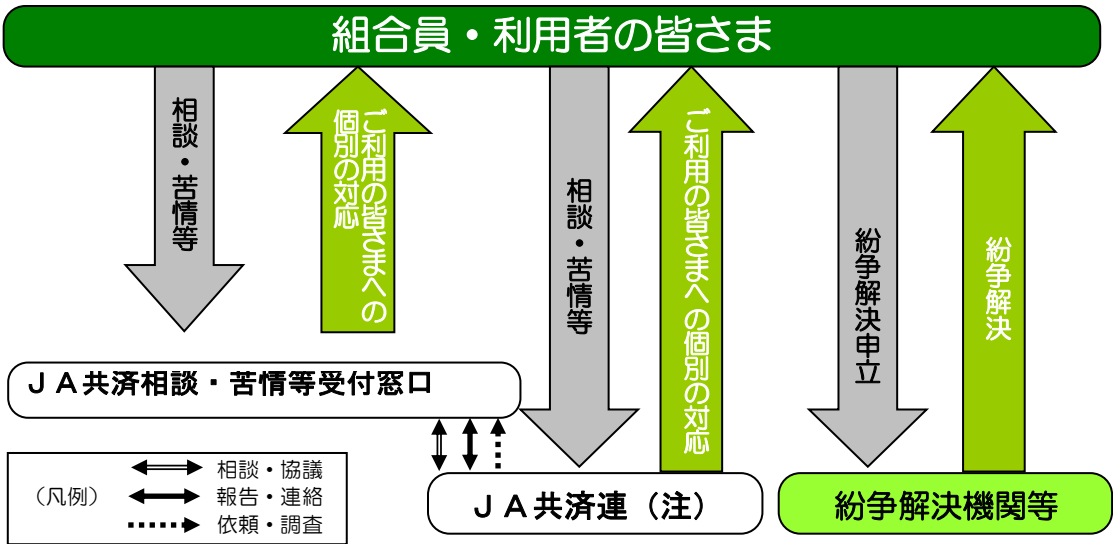 組合員・利用者の皆さま
相談・苦情等
ご利用の皆さまへの
個別の対応
相談・苦情等
ご利用の皆さまへの個別の対応
紛争解決申立
紛争解決
ＪＡ共済相談・苦情等受付窓口
（凡例）
相談・協議
報告・連絡
依頼・調査
ＪＡ共済連（注）
紛争解決機関等